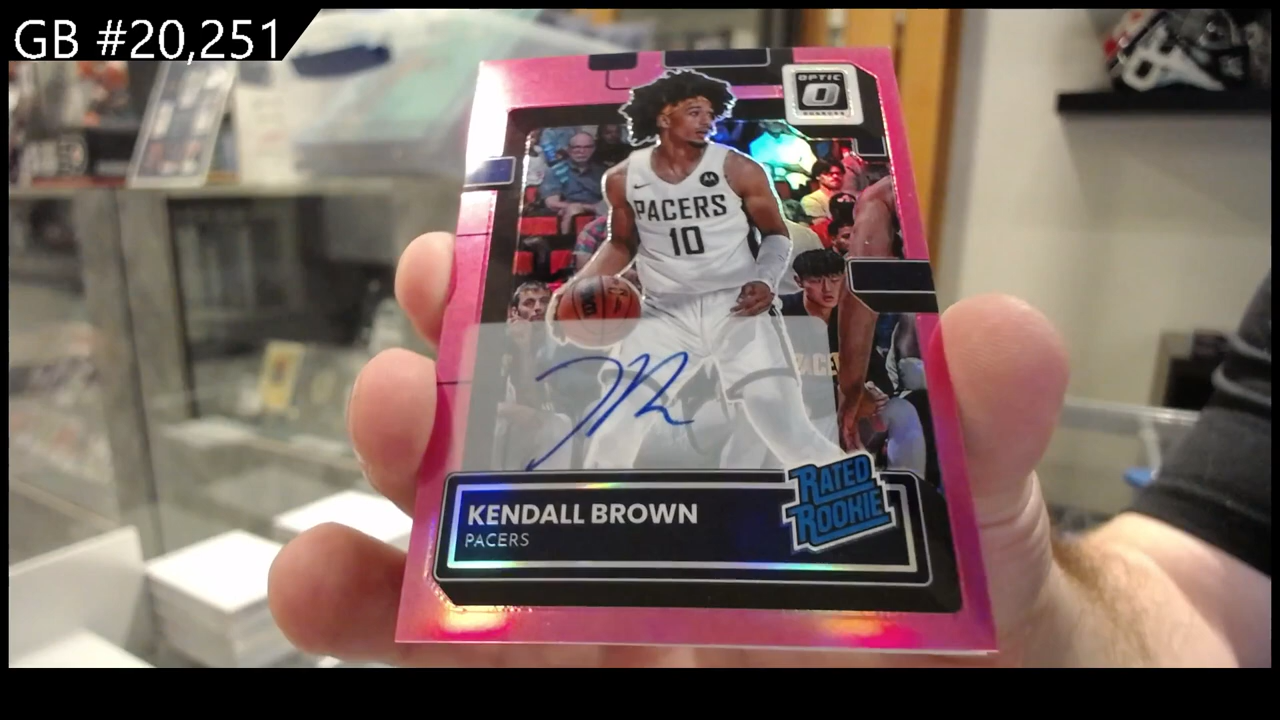 GB #20,251
OPTIC
PACERS
10
KENDALL BROWN
PACERS
RATED
ROOKIE